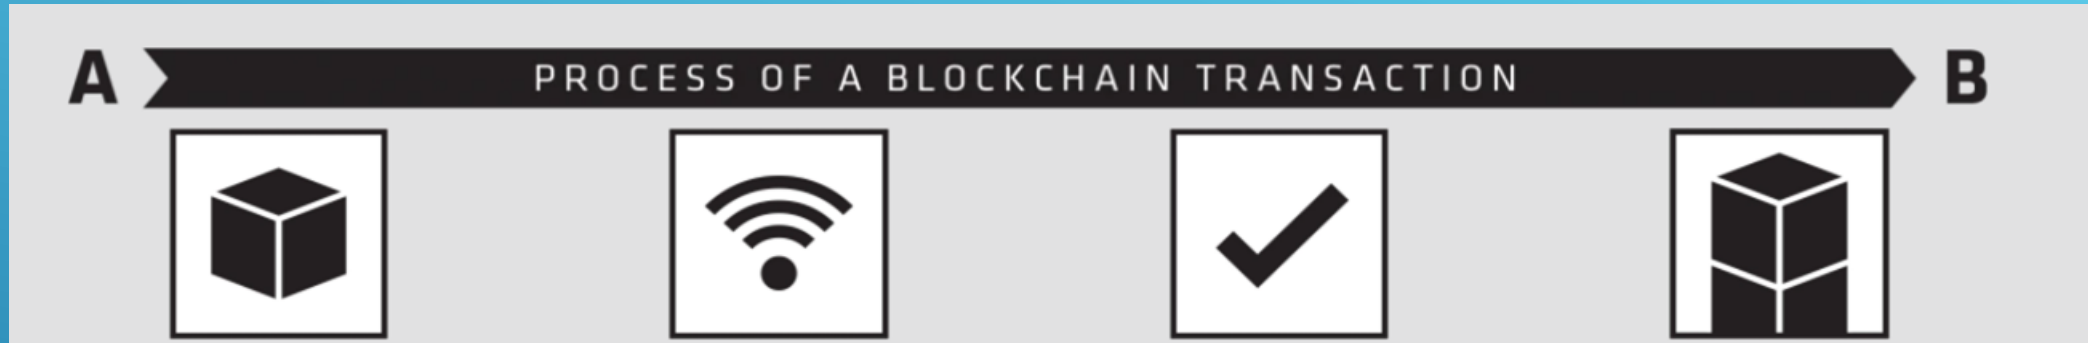 A PROCESS OF A BLOCKCHAIN TRANSACTION B